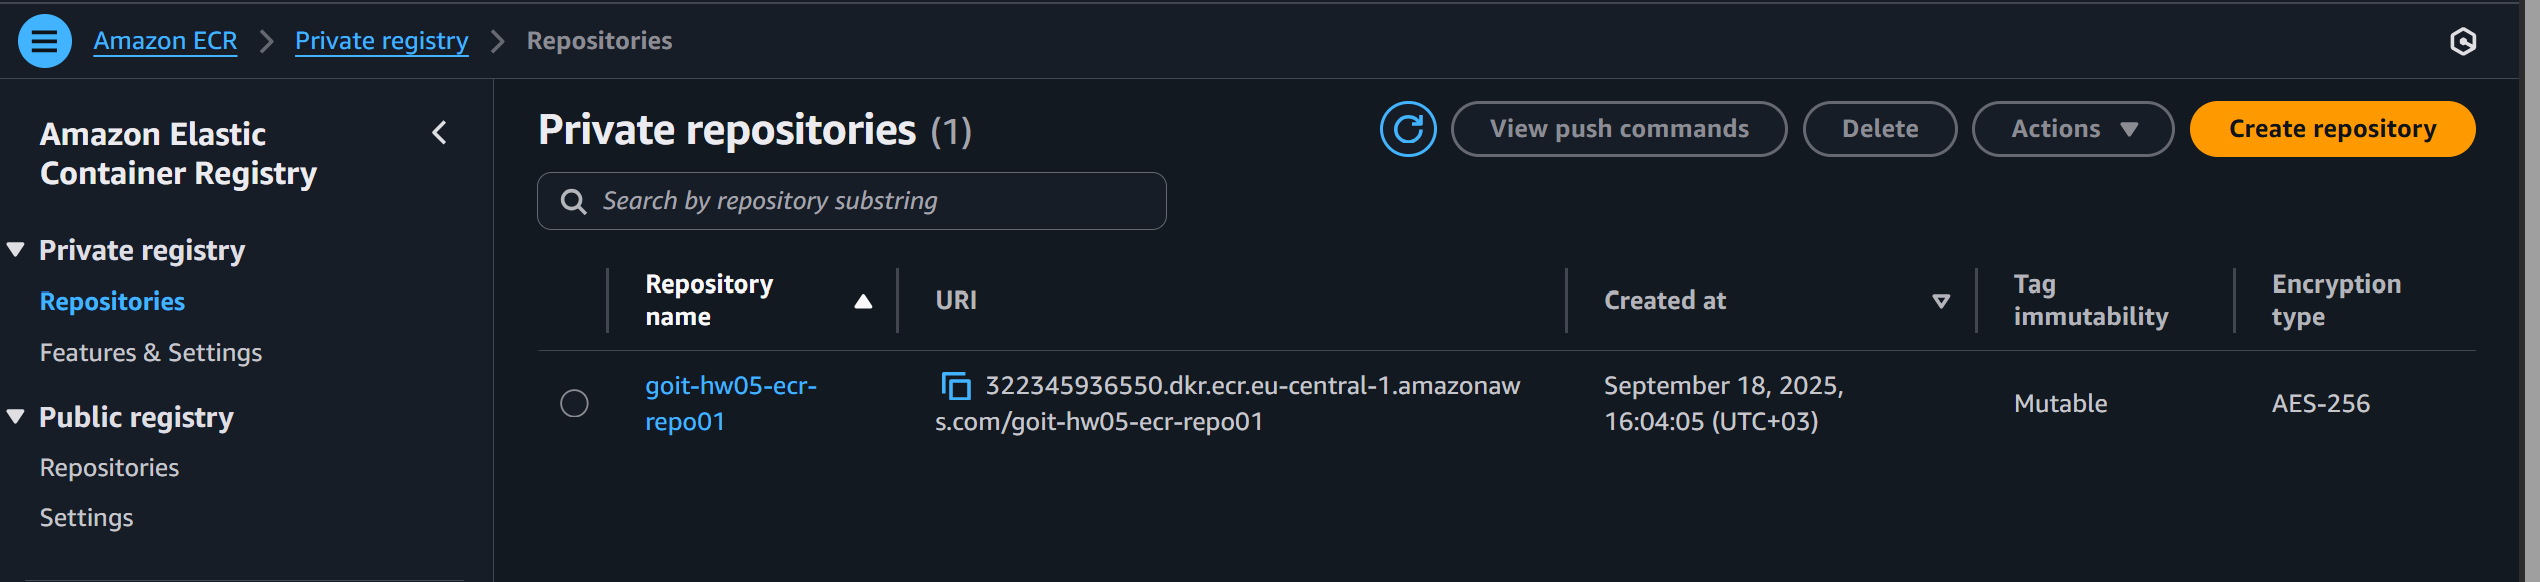 Amazon ECR > Private registry > Repositories
Amazon Elastic
Container Registry
Private registry
Repositories
Features & Settings
Public registry
Repositories
Settings
Private repositories (1)
View push commands
Delete
Actions
Create repository
Search by repository substring
Repository
name
URI
Created at
Tag
immutability
Encryption
type
goit-hw05-ecr-
repo01
322345936550.dkr.ecr.eu-central-1.amazonaw
s.com/goit-hw05-ecr-repo01
September 18, 2025,
16:04:05 (UTC+03)
Mutable
AES-256